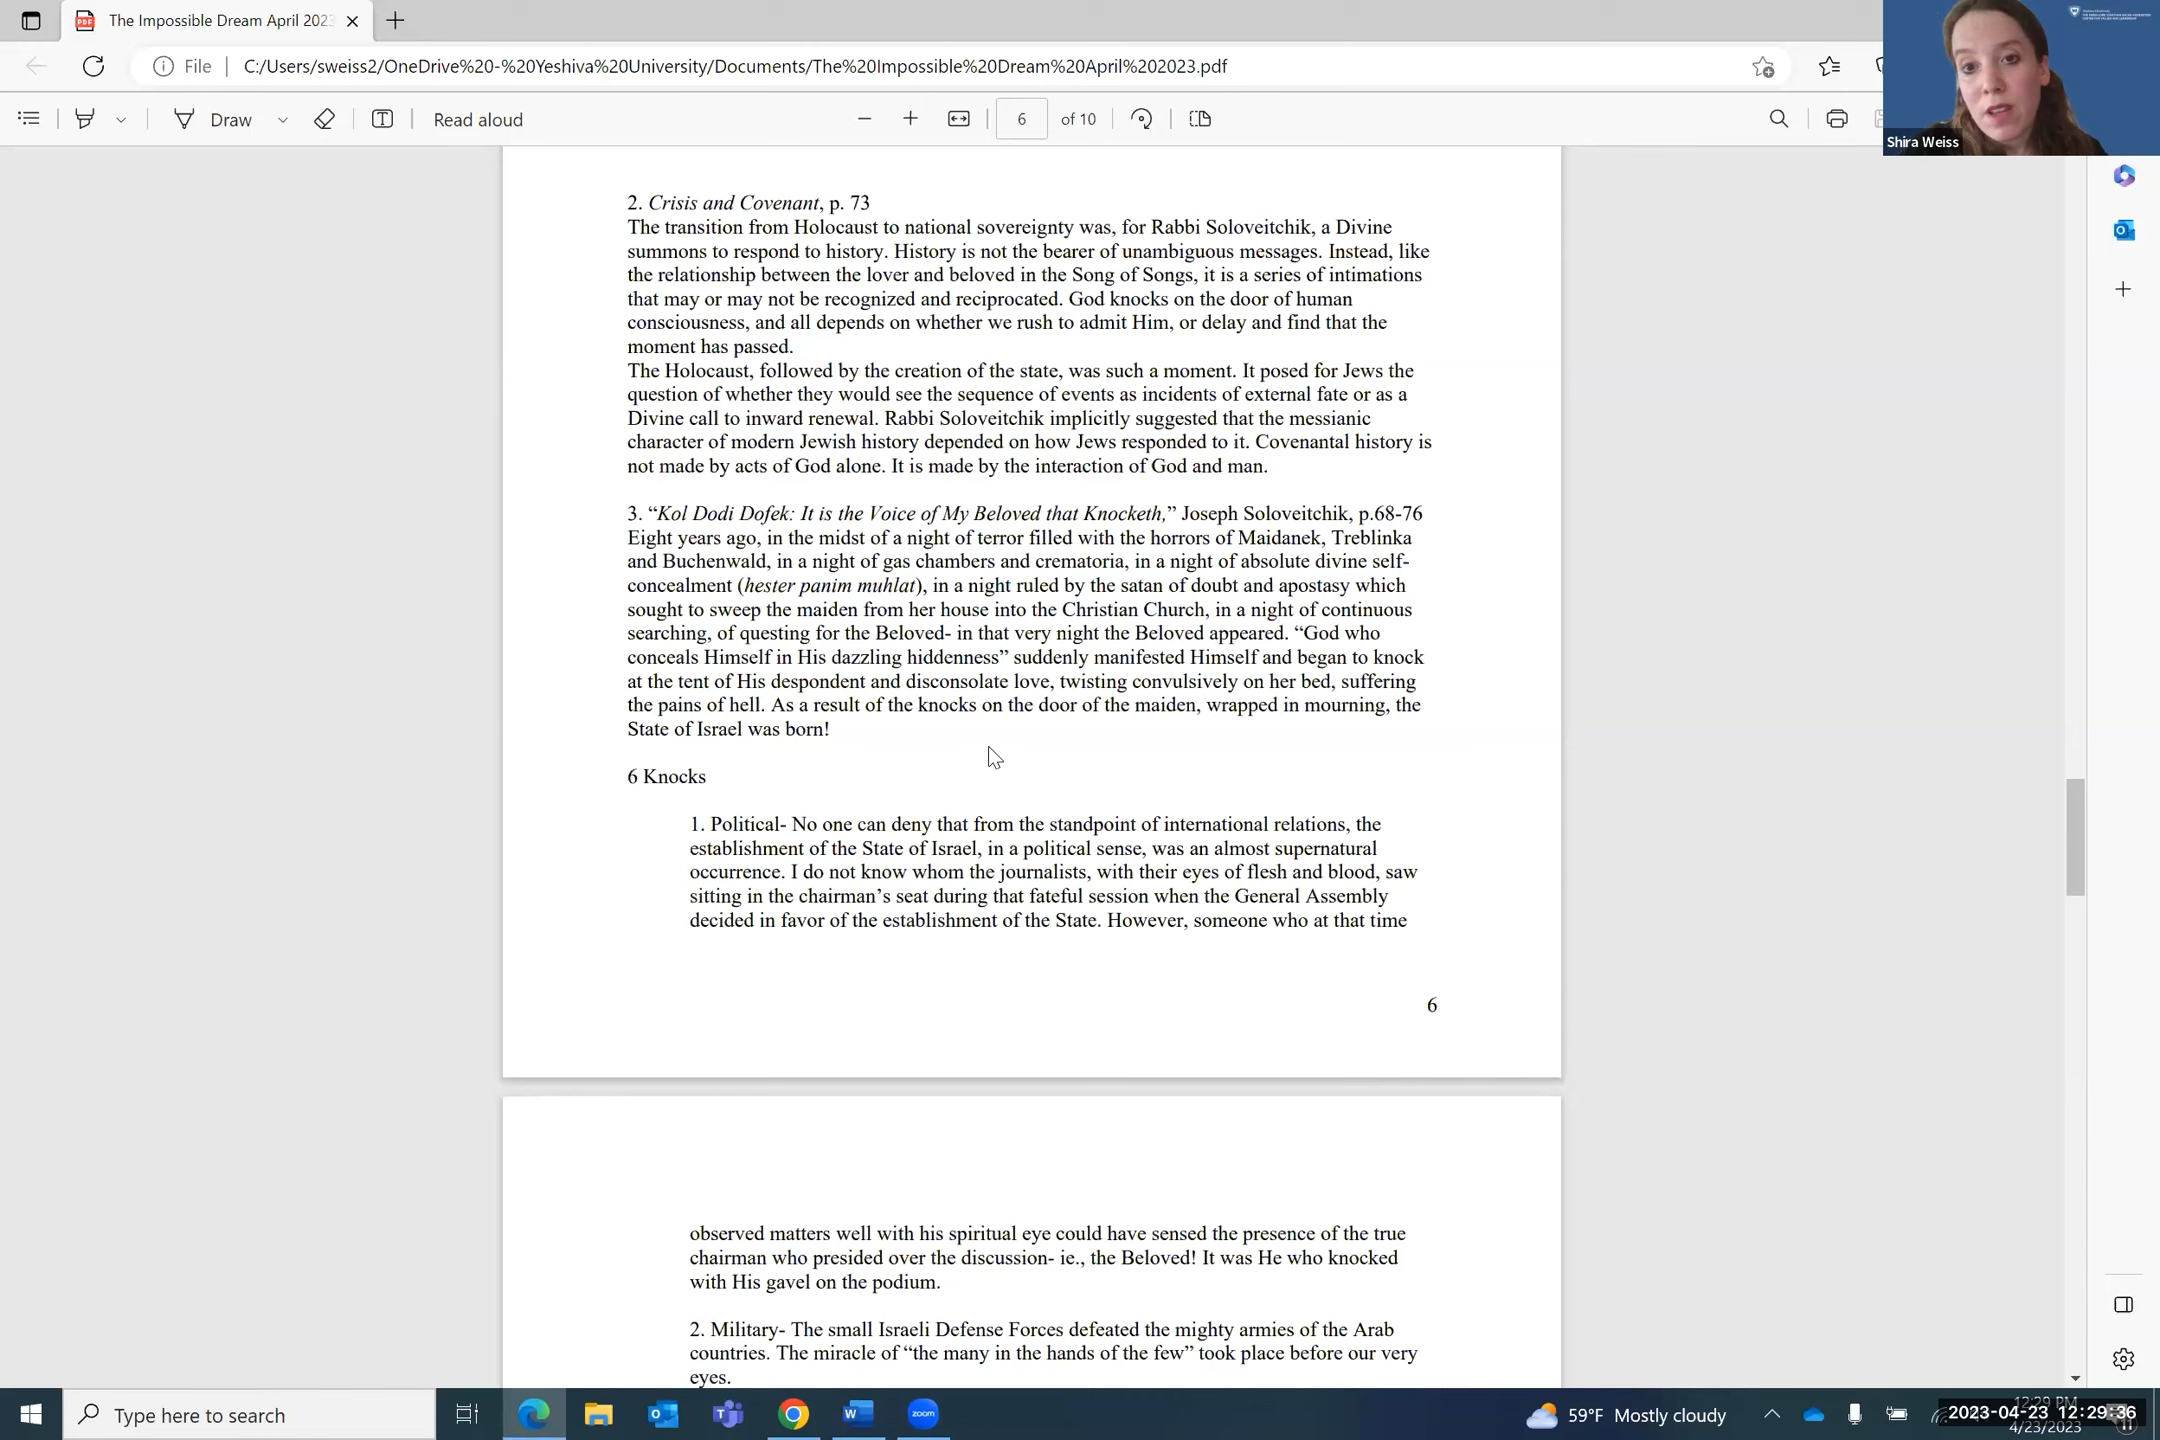 The Impossible Dream April 202
File
C:/Users/sweiss2/OneDrive%20-%20Yeshiva%20University/Documents/The%20Impossible%20Dream%20April%202023.pdf
Draw
Read aloud
6 of 10
Shira Weiss
2. Crisis and Covenant, p. 73
The transition from Holocaust to national sovereignty was, for Rabbi Soloveitchik, a Divine
summons to respond to history. History is not the bearer of unambiguous messages. Instead, like
the relationship between the lover and beloved in the Song of Songs, it is a series of intimations
that may or may not be recognized and reciprocated. God knocks on the door of human
consciousness, and all depends on whether we rush to admit Him, or delay and find that the
moment has passed.
The Holocaust, followed by the creation of the state, was such a moment. It posed for Jews the
question of whether they would see the sequence of events as incidents of external fate or as a
Divine call to inward renewal. Rabbi Soloveitchik implicitly suggested that the messianic
character of modern Jewish history depended on how Jews responded to it. Covenantal history is
not made by acts of God alone. It is made by the interaction of God and man.
3. “Kol Dodi Dofek: It is the Voice of My Beloved that Knocketh,” Joseph Soloveitchik, p.68-76
Eight years ago, in the midst of a night of terror filled with the horrors of Maidanek, Treblinka
and Buchenwald, in a night of gas chambers and crematoria, in a night of absolute divine self-
concealment (hester panim muhlat), in a night ruled by the satan of doubt and apostasy which
sought to sweep the maiden from her house into the Christian Church, in a night of continuous
searching, of questing for the Beloved- in that very night the Beloved appeared. “God who
conceals Himself in His dazzling hiddenness” suddenly manifested Himself and began to knock
at the tent of His despondent and disconsolate love, twisting convulsively on her bed, suffering
the pains of hell. As a result of the knocks on the door of the maiden, wrapped in mourning, the
State of Israel was born!
6 Knocks
1. Political- No one can deny that from the standpoint of international relations, the
establishment of the State of Israel, in a political sense, was an almost supernatural
occurrence. I do not know whom the journalists, with their eyes of flesh and blood, saw
sitting in the chairman’s seat during that fateful session when the General Assembly
decided in favor of the establishment of the State. However, someone who at that time
6
observed matters well with his spiritual eye could have sensed the presence of the true
chairman who presided over the discussion- ie., the Beloved! It was He who knocked
with His gavel on the podium.
2. Military- The small Israeli Defense Forces defeated the mighty armies of the Arab
countries. The miracle of “the many in the hands of the few” took place before our very
eyes.
Type here to search
zoom
59°F Mostly cloudy
12:29 PM
2023-04-23 12:29:36
4/23/2023